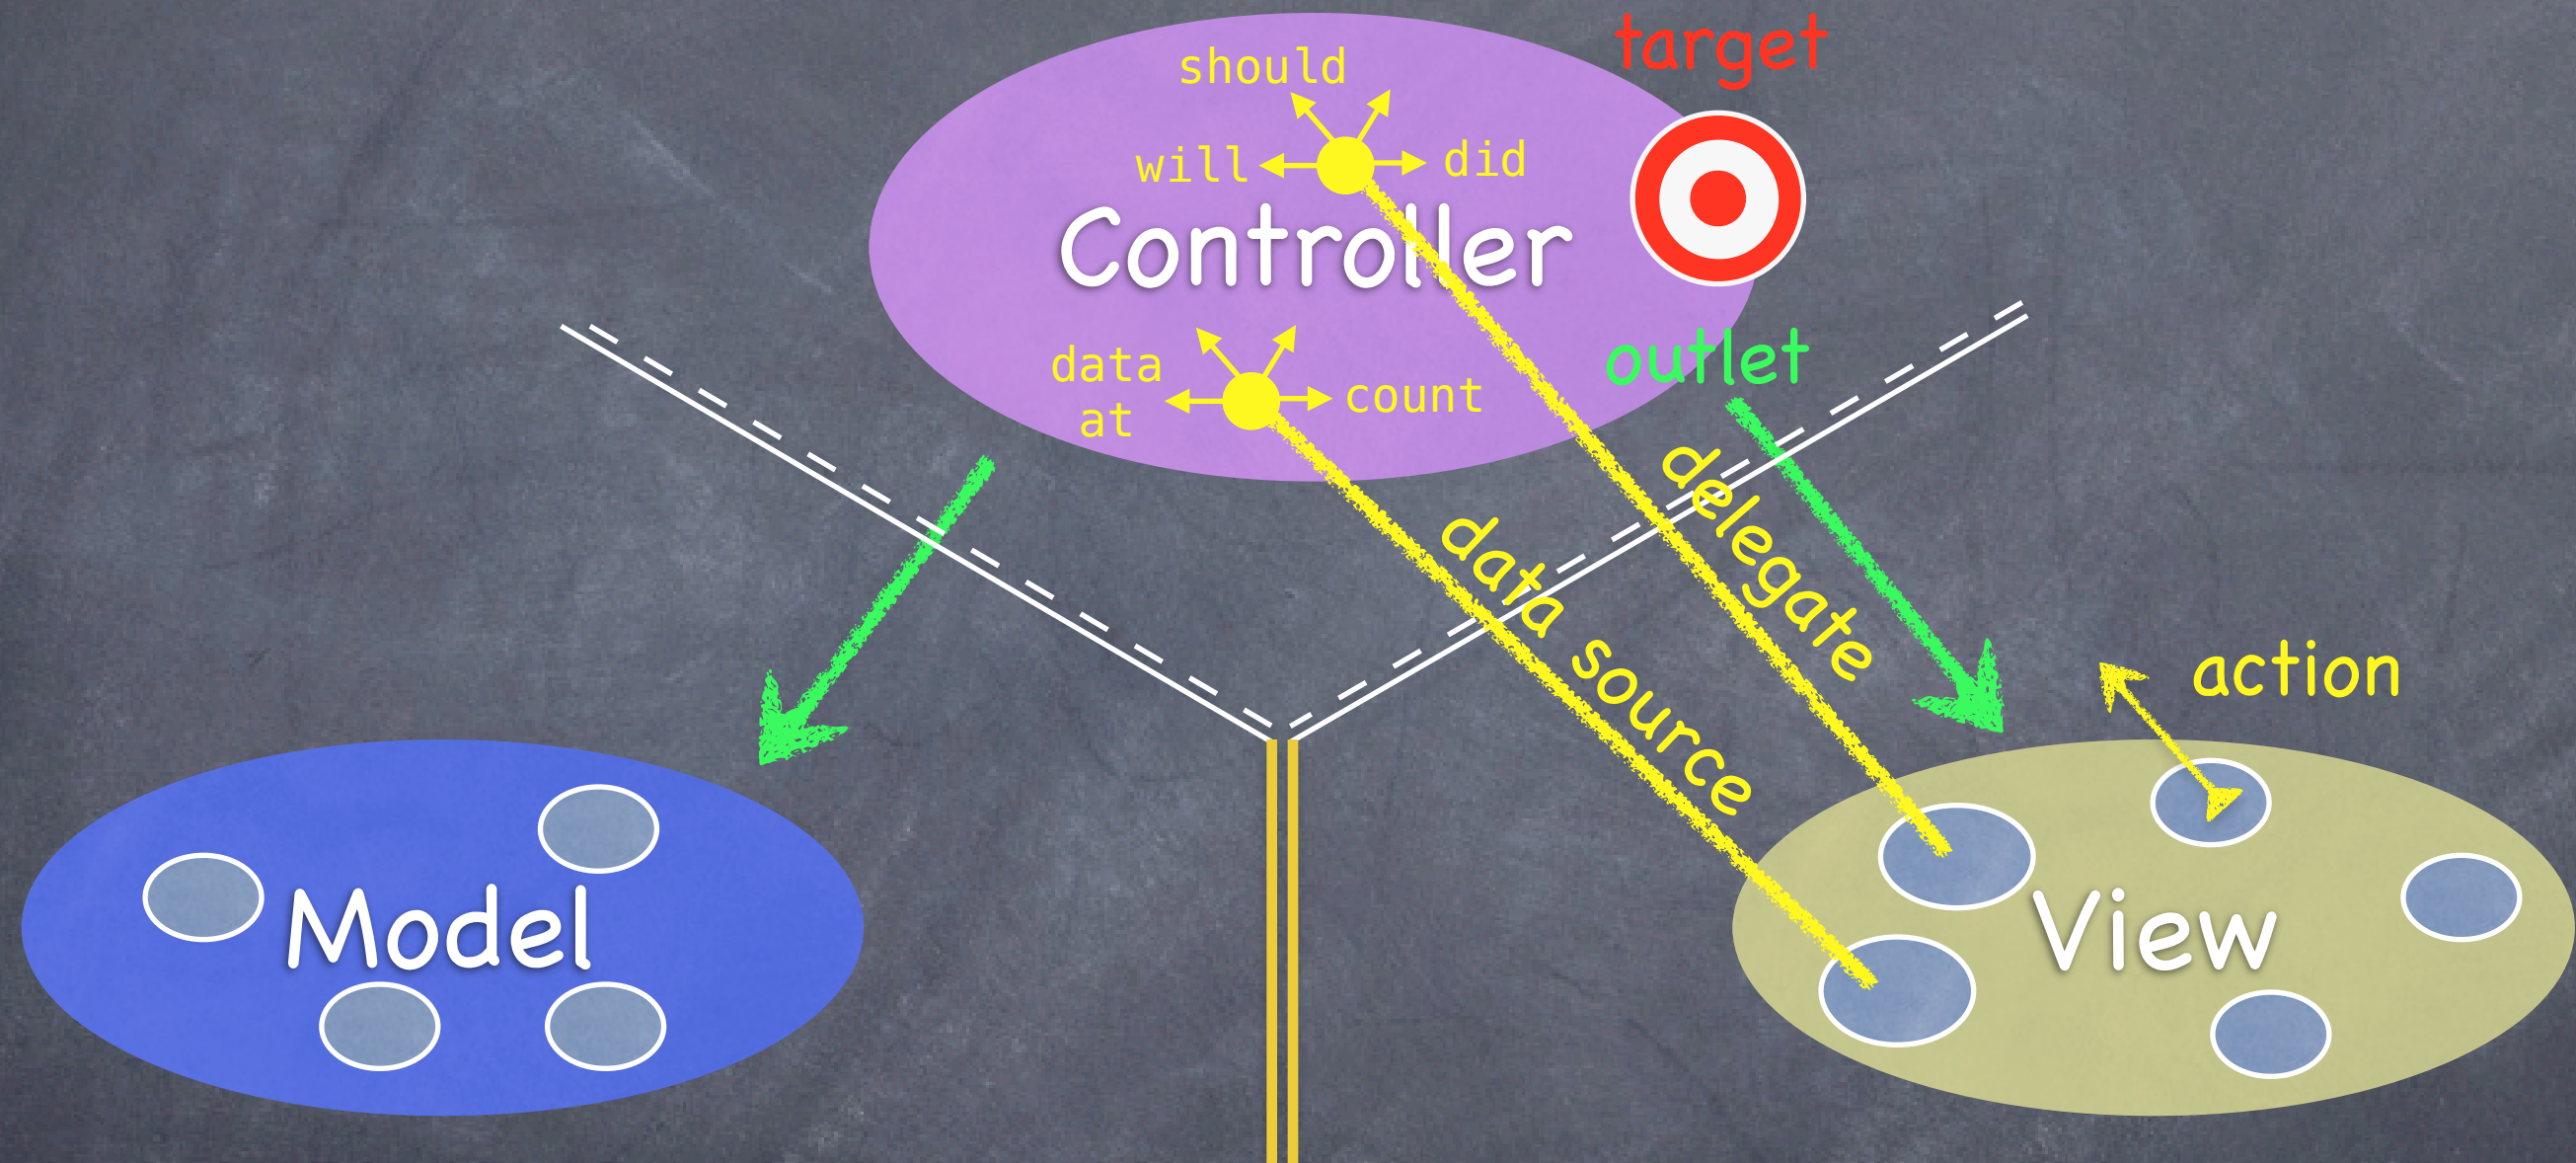 target
should
will
did
Controller
outlet
data
at
count
delegate
data source
action
Model
View